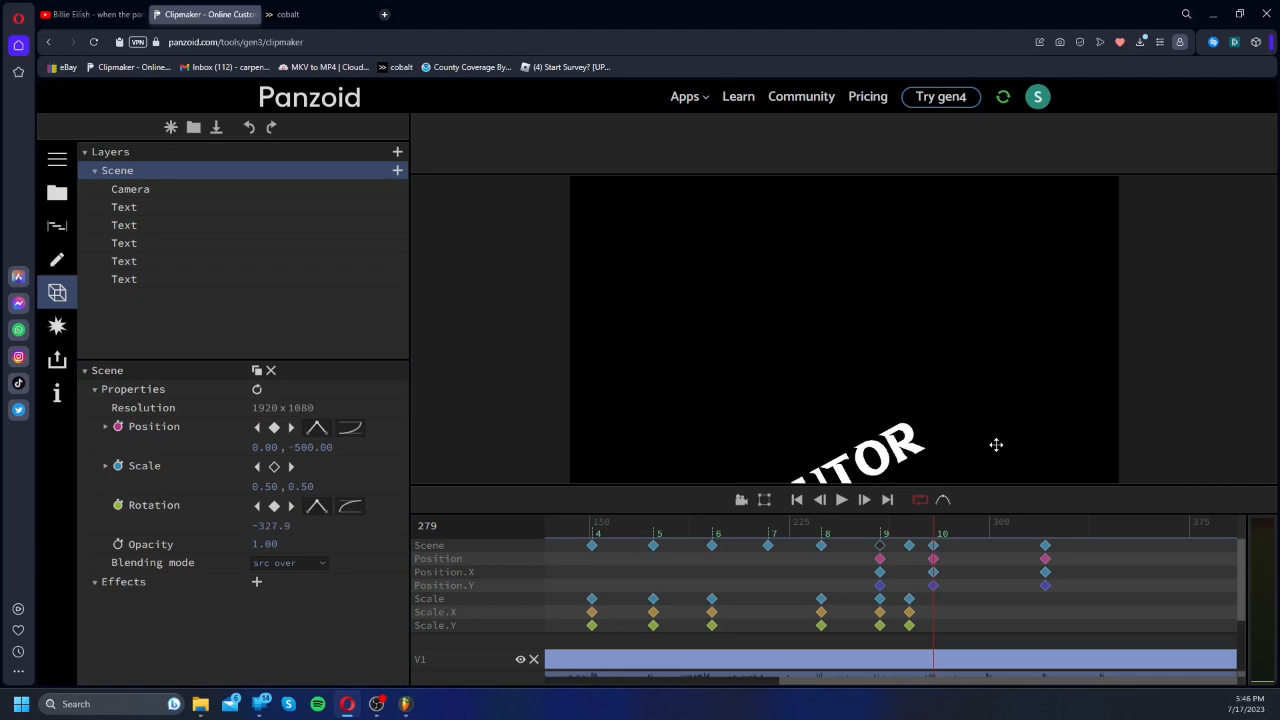 Billie Eilish - when the pa
Clipmaker - Online Custo
cobalt
VPN
panzoid.com/tools/gen3/clipmaker
eBay
Clipmaker - Online...
Inbox (112) - carpen...
MKV to MP4 | Cloud...
cobalt
County Coverage By...
(4) Start Survey? [UP...
Panzoid
Apps
Learn
Community
Pricing
Try gen4
S
Layers
Scene
Camera
Text
Text
Text
Text
Text
UTOR
Scene
Properties
Resolution
1920 x 1080
Position
0.00 , -500.00
Scale
0.50 , 0.50
Rotation
-327.9
Opacity
1.00
Blending mode
src over
Effects
279
150
225
300
375
4
5
6
7
8
9
10
Scene
Position
Position.X
Position.Y
Scale
Scale.X
Scale.Y
V1
Search
6
14
5:46 PM
7/17/2023